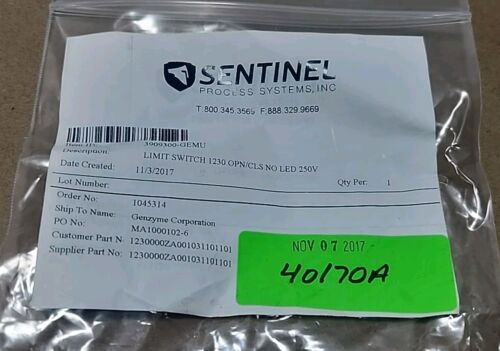 SENTINEL
PROCESS SYSTEMS, INC
T:800.345.3569 F:888.329.9669
Item ID: 3909300-GEMU
Description: LIMIT SWITCH 1230 OPN/CLS NO LED 250V
Date Created: 11/3/2017 Qty Per: 1
Lot Number:
Order No: 1045314
Ship To Name: Genzyme Corporation
PO No: MA1000102-6
Customer Part N 1230000ZA001031101101
Supplier Part No: 1230000ZA001031101101
NOV 07 2017
40170A